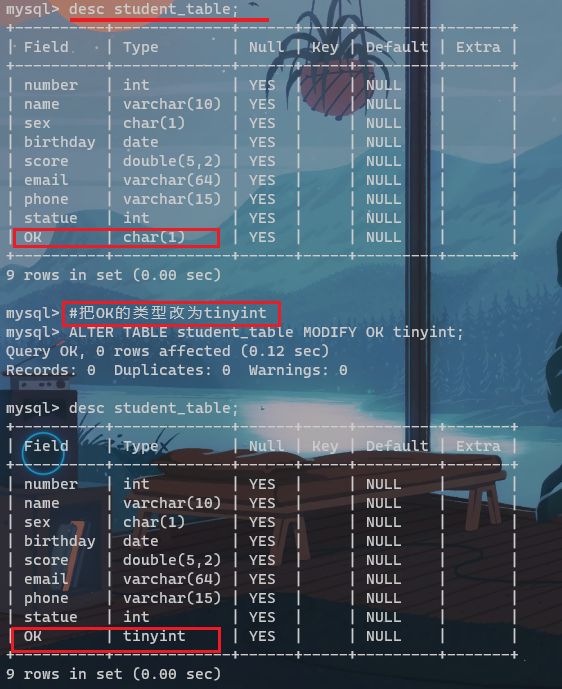 mysql> desc student_table;
+----------+-------------+------+-----+---------+-------+
| Field    | Type        | Null | Key | Default | Extra |
+----------+-------------+------+-----+---------+-------+
| number   | int         | YES  |     | NULL    |       |
| name     | varchar(10) | YES  |     | NULL    |       |
| sex      | char(1)     | YES  |     | NULL    |       |
| birthday | date        | YES  |     | NULL    |       |
| score    | double(5,2) | YES  |     | NULL    |       |
| email    | varchar(64) | YES  |     | NULL    |       |
| phone    | varchar(15) | YES  |     | NULL    |       |
| statue   | int         | YES  |     | NULL    |       |
| OK       | char(1)     | YES  |     | NULL    |       |
+----------+-------------+------+-----+---------+-------+
9 rows in set (0.00 sec)
mysql> #把OK的类型改为tinyint
mysql> ALTER TABLE student_table MODIFY OK tinyint;
Query OK, 0 rows affected (0.12 sec)
Records: 0  Duplicates: 0  Warnings: 0
mysql> desc student_table;
+----------+-------------+------+-----+---------+-------+
| Field    | Type        | Null | Key | Default | Extra |
+----------+-------------+------+-----+---------+-------+
| number   | int         | YES  |     | NULL    |       |
| name     | varchar(10) | YES  |     | NULL    |       |
| sex      | char(1)     | YES  |     | NULL    |       |
| birthday | date        | YES  |     | NULL    |       |
| score    | double(5,2) | YES  |     | NULL    |       |
| email    | varchar(64) | YES  |     | NULL    |       |
| phone    | varchar(15) | YES  |     | NULL    |       |
| statue   | int         | YES  |     | NULL    |       |
| OK       | tinyint     | YES  |     | NULL    |       |
+----------+-------------+------+-----+---------+-------+
9 rows in set (0.00 sec)